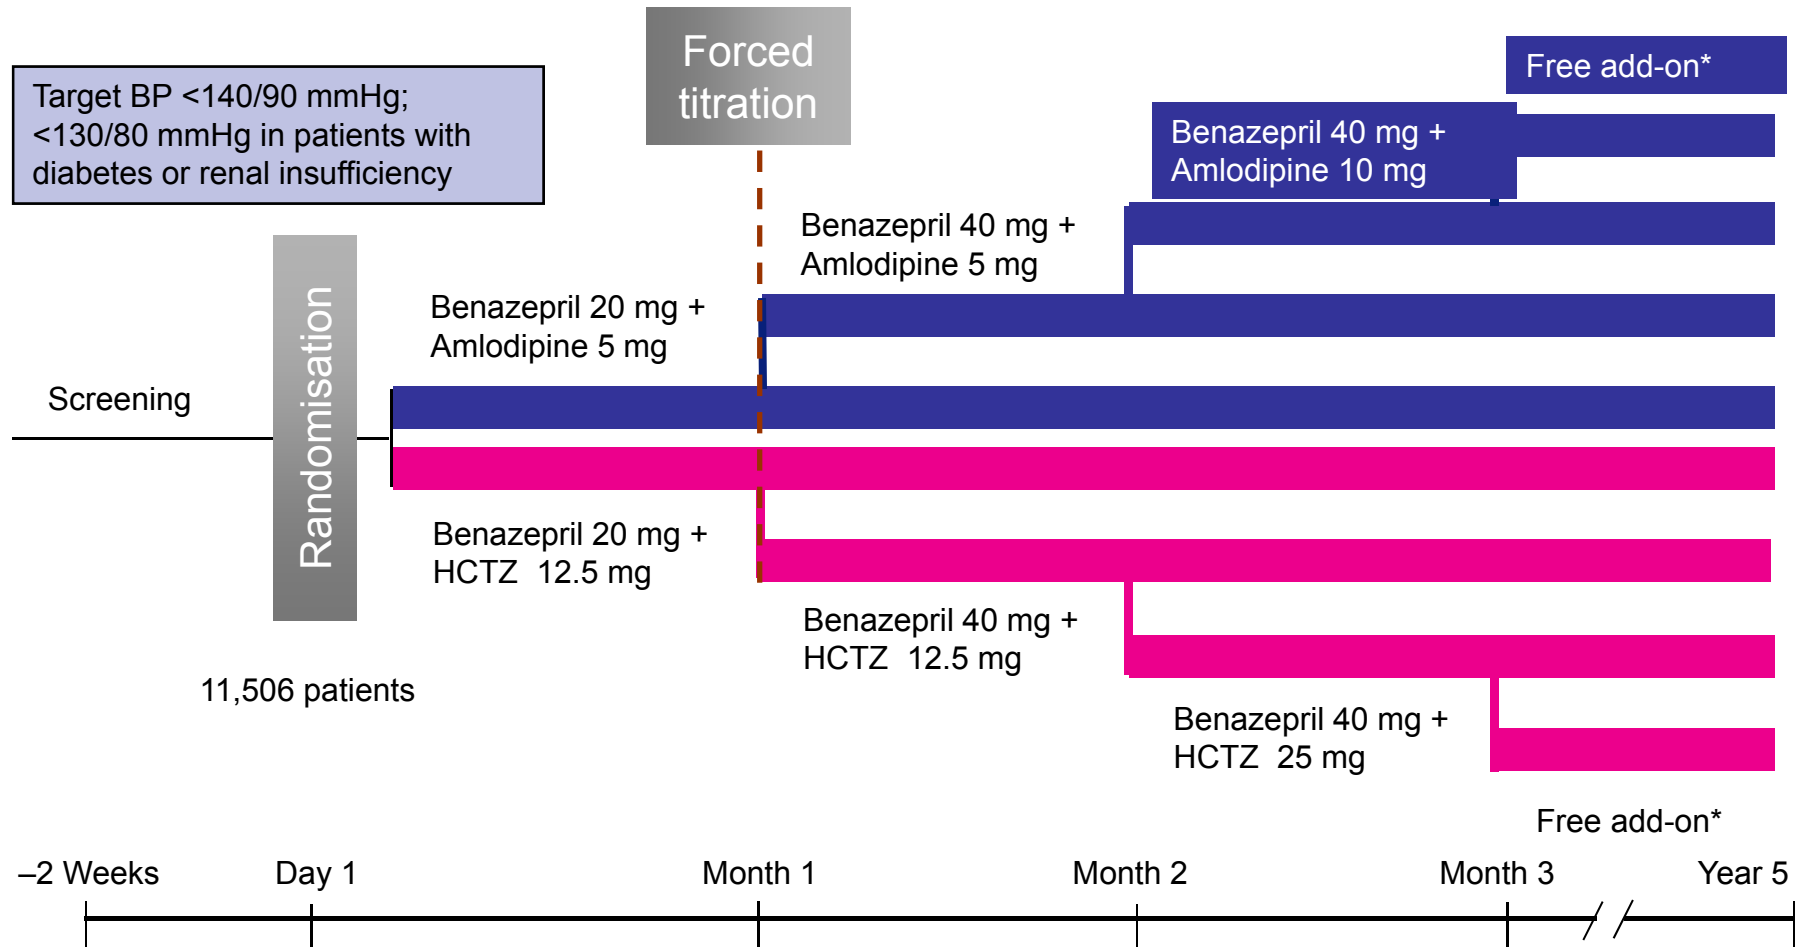 Forced
titration
Free add-on*
Target BP <140/90 mmHg;
<130/80 mmHg in patients with
diabetes or renal insufficiency
Benazepril 40 mg +
Amlodipine 10 mg
Benazepril 40 mg +
Amlodipine 5 mg
Benazepril 20 mg +
Amlodipine 5 mg
Screening
Randomisation
Benazepril 20 mg +
HCTZ 12.5 mg
Benazepril 40 mg +
HCTZ 12.5 mg
11,506 patients
Benazepril 40 mg +
HCTZ 25 mg
Free add-on*
–2 Weeks
Day 1
Month 1
Month 2
Month 3
Year 5